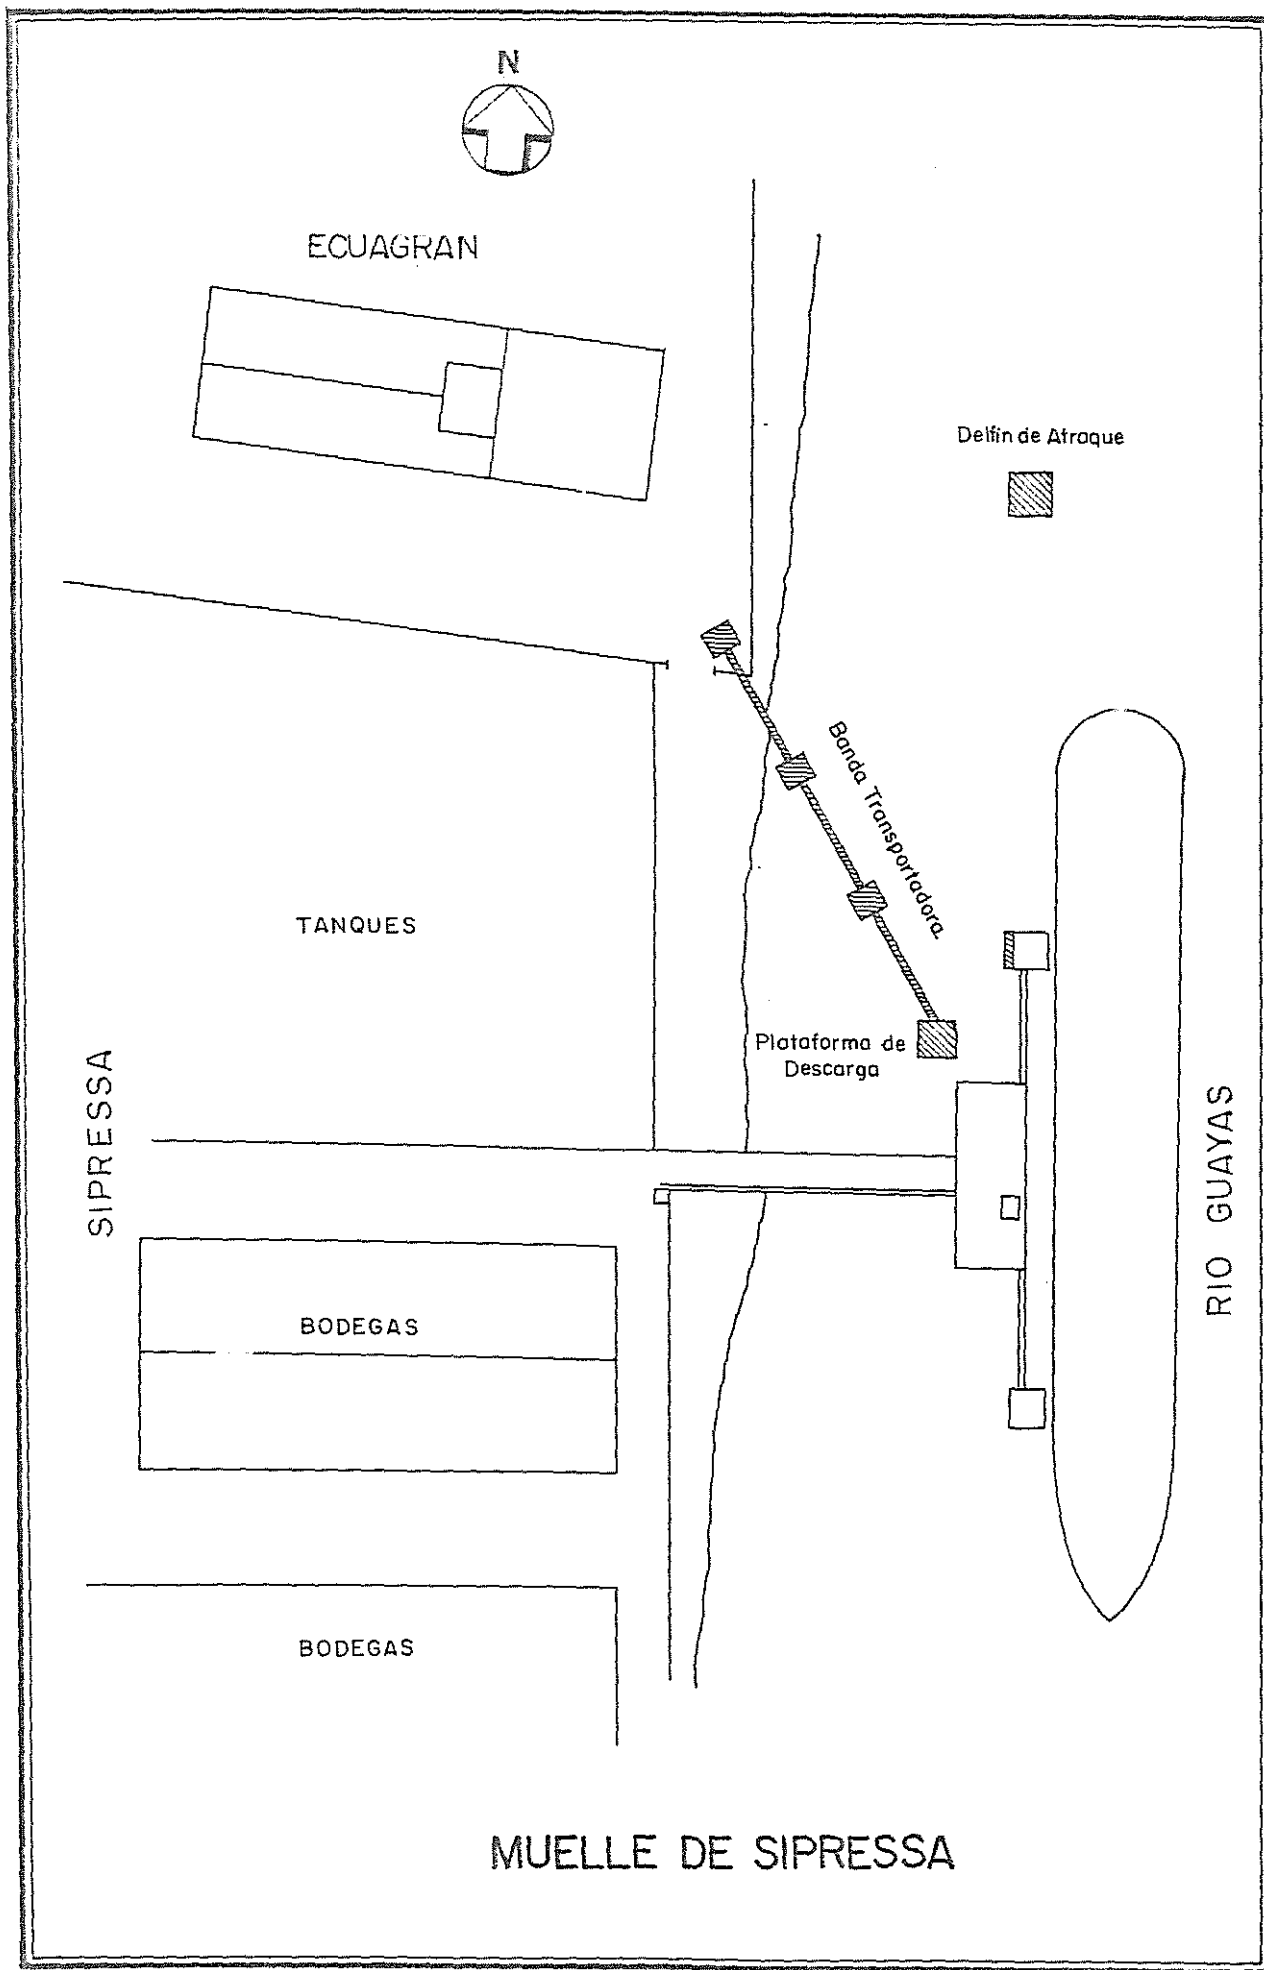 N
ECUAGRAN
Delfin de Atraque
Banda Transportadora.
TANQUES
Plataforma de
Descarga
SIPRESSA
RIO GUAYAS
BODEGAS
BODEGAS
MUELLE DE SIPRESSA